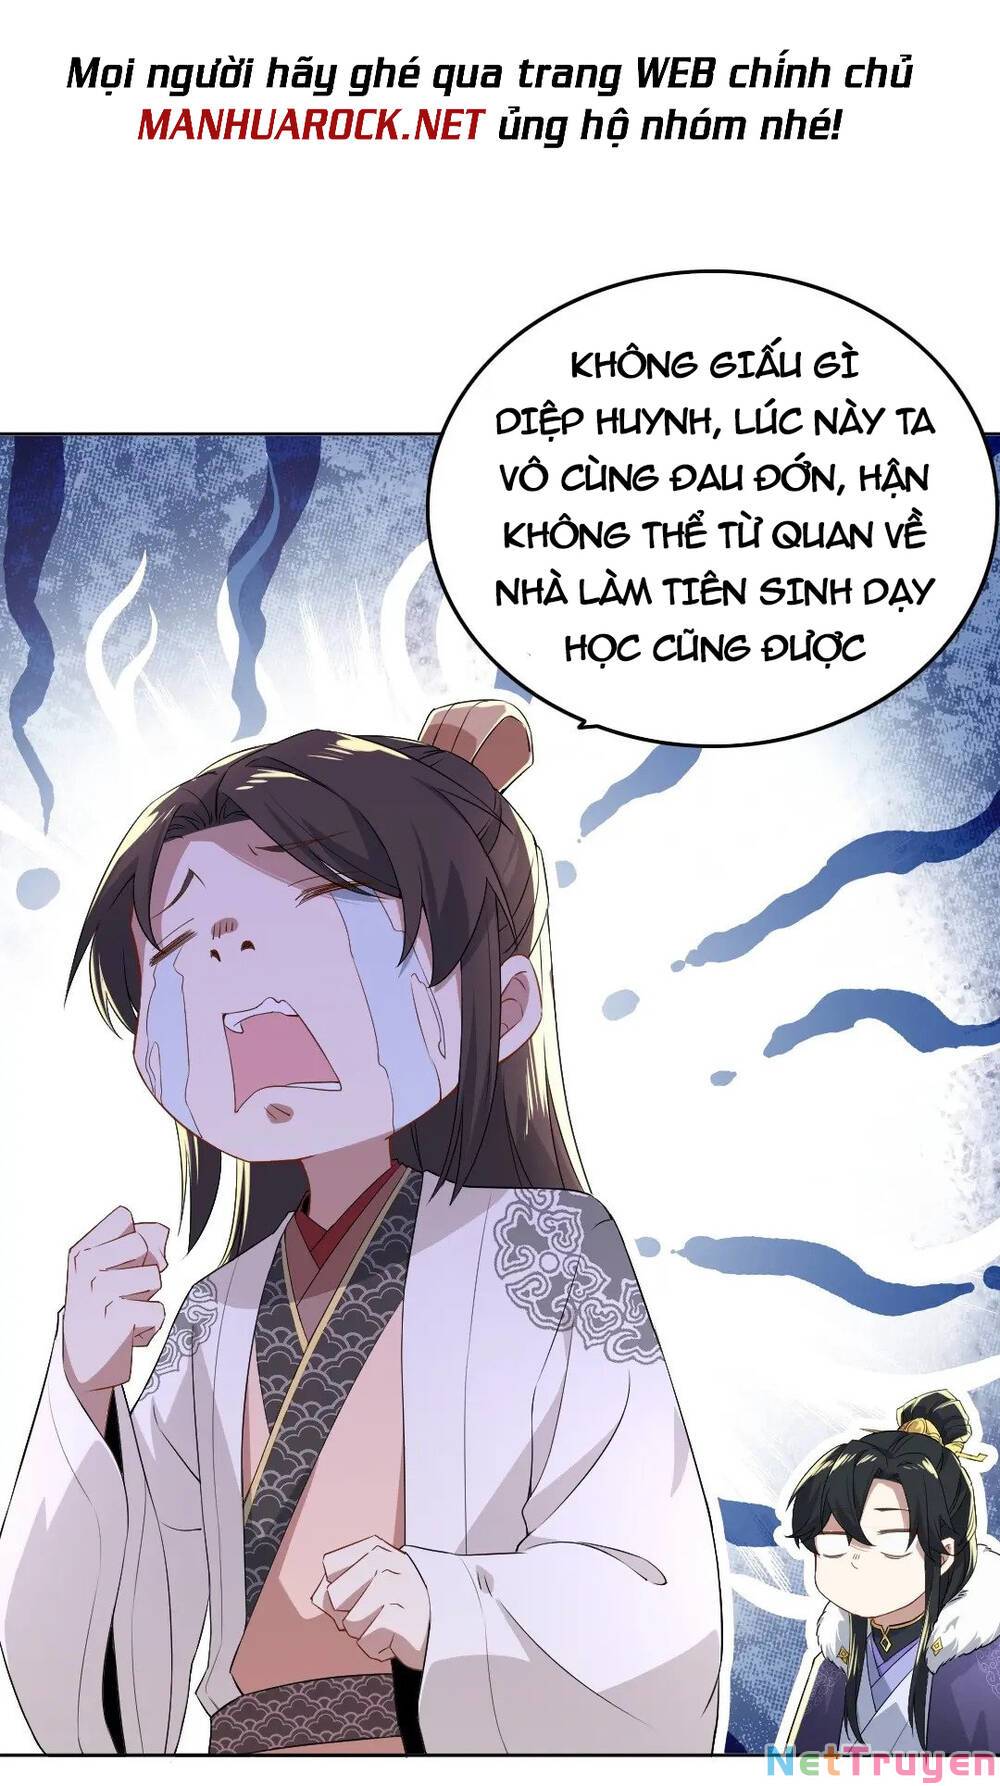 Mọi người hãy ghé qua trang WEB chính chủ
MANHUAROCK.NET ủng hộ nhóm nhé!
KHÔNG GIẤU GÌ
DIỆP HUYNH, LÚC NÀY TA
VÔ CÙNG ĐAU ĐỚN, HẬN
KHÔNG THỂ TỪ QUAN VỀ
NHÀ LÀM TIÊN SINH DẠY
HỌC CŨNG ĐƯỢC
NetTruyen